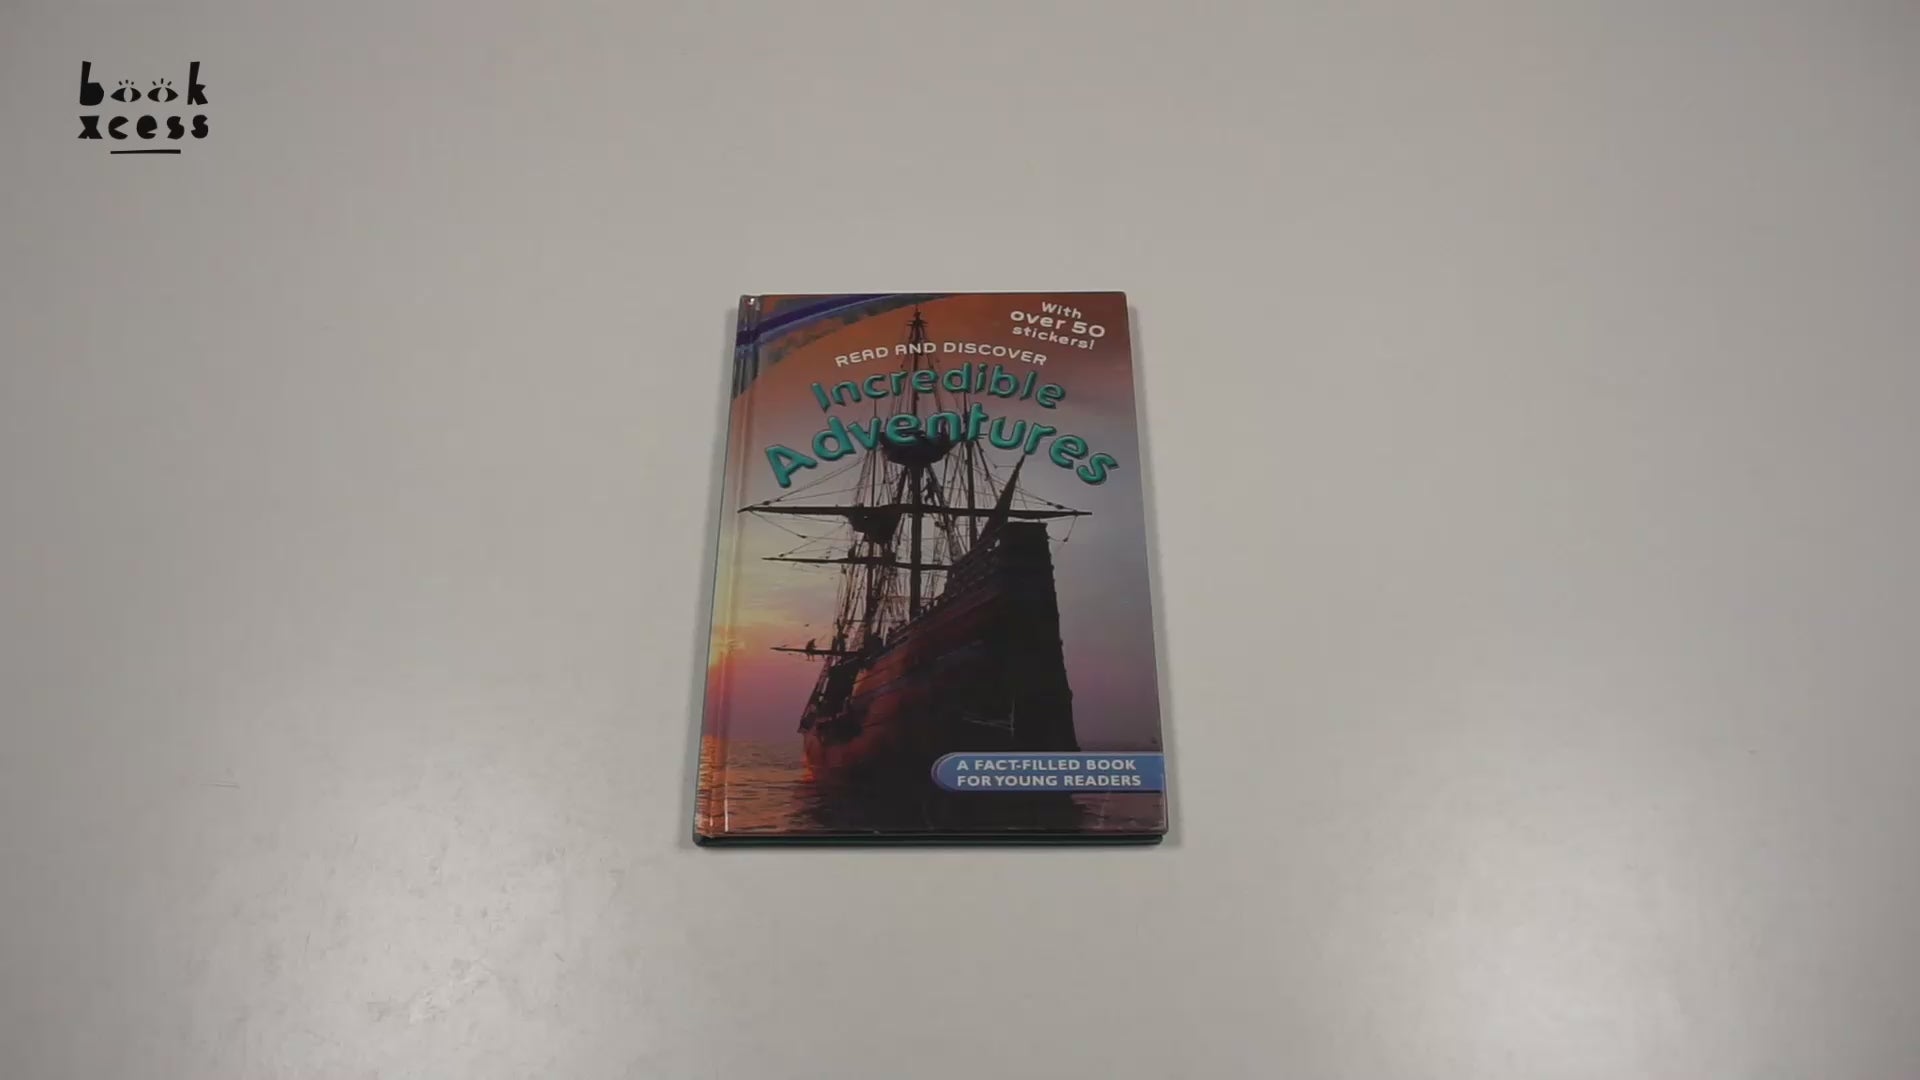 book
xcess
With
over 50
stickers!
READ AND DISCOVER
Incredible
Adventures
A FACT-FILLED BOOK
FOR YOUNG READERS